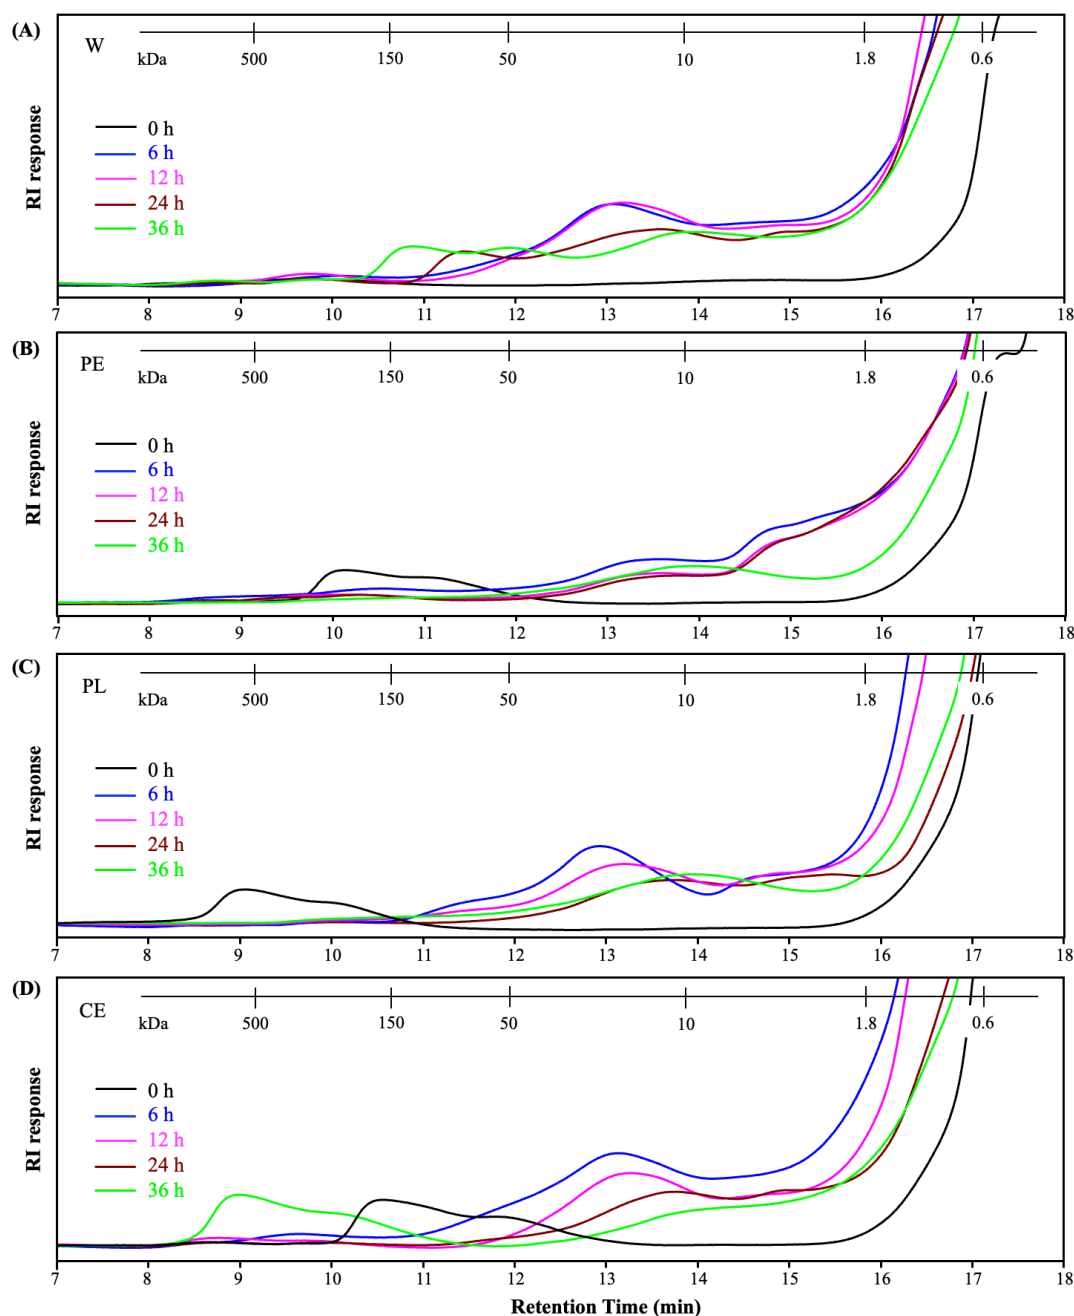 (A)
W
kDa 500 150 50 10 1.8 0.6
RI response
0 h
6 h
12 h
24 h
36 h
7 8 9 10 11 12 13 14 15 16 17 18
(B)
PE
kDa 500 150 50 10 1.8 0.6
RI response
0 h
6 h
12 h
24 h
36 h
7 8 9 10 11 12 13 14 15 16 17 18
(C)
PL
kDa 500 150 50 10 1.8 0.6
RI response
0 h
6 h
12 h
24 h
36 h
7 8 9 10 11 12 13 14 15 16 17 18
(D)
CE
kDa 500 150 50 10 1.8 0.6
RI response
0 h
6 h
12 h
24 h
36 h
7 8 9 10 11 12 13 14 15 16 17 18
Retention Time (min)